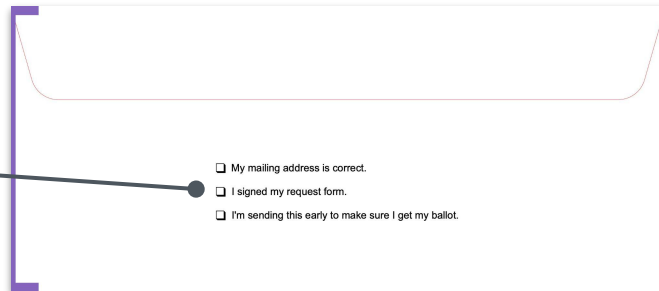 ❑ My mailing address is correct.
❑ I signed my request form.
❑ I'm sending this early to make sure I get my ballot.